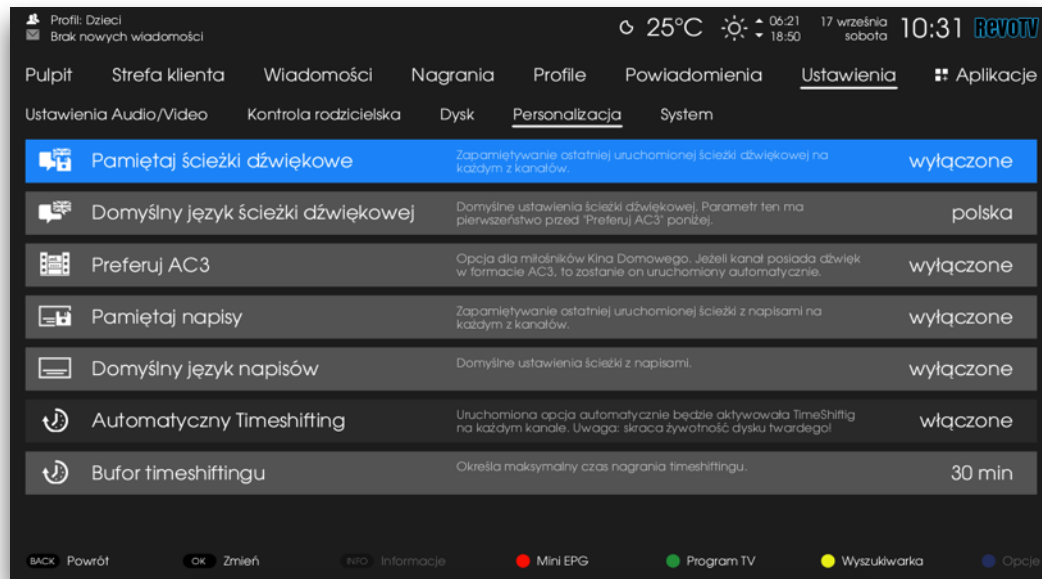 Profil: Dzieci
Brak nowych wiadomości
25°C
06:21
18:50
17 września
sobota
10:31
REVOTV
Pulpit Strefa klienta Wiadomości Nagrania Profile Powiadomienia Ustawienia Aplikacje
Ustawienia Audio/Video Kontrola rodzicielska Dysk Personalizacja System
Pamiętaj ścieżki dźwiękowe
Zapamiętywanie ostatniej uruchomionej ścieżki dźwiękowej na
każdym z kanałów.
wyłączone
Domyślny język ścieżki dźwiękowej
Domyślne ustawienia ścieżki dźwiękowej. Parametr ten ma
pierwszeństwo przed "Preferuj AC3" poniżej.
polska
Preferuj AC3
Opcja dla miłośników Kina Domowego. Jeżeli kanał posiada dźwięk
w formacie AC3, to zostanie on uruchomiony automatycznie.
wyłączone
Pamiętaj napisy
Zapamiętywanie ostatniej uruchomionej ścieżki z napisami na
każdym z kanałów.
wyłączone
Domyślny język napisów
Domyślne ustawienia ścieżki z napisami.
wyłączone
Automatyczny Timeshifting
Uruchomiona opcja automatycznie będzie aktywowała TimeShiftig
na każdym kanale. Uwaga: skraca żywotność dysku twardego!
włączone
Bufor timeshiftingu
Określa maksymalny czas nagrania timeshiftingu.
30 min
BACK Powrót OK Zmień INFO Informacje Mini EPG Program TV Wyszukiwarka Opcje